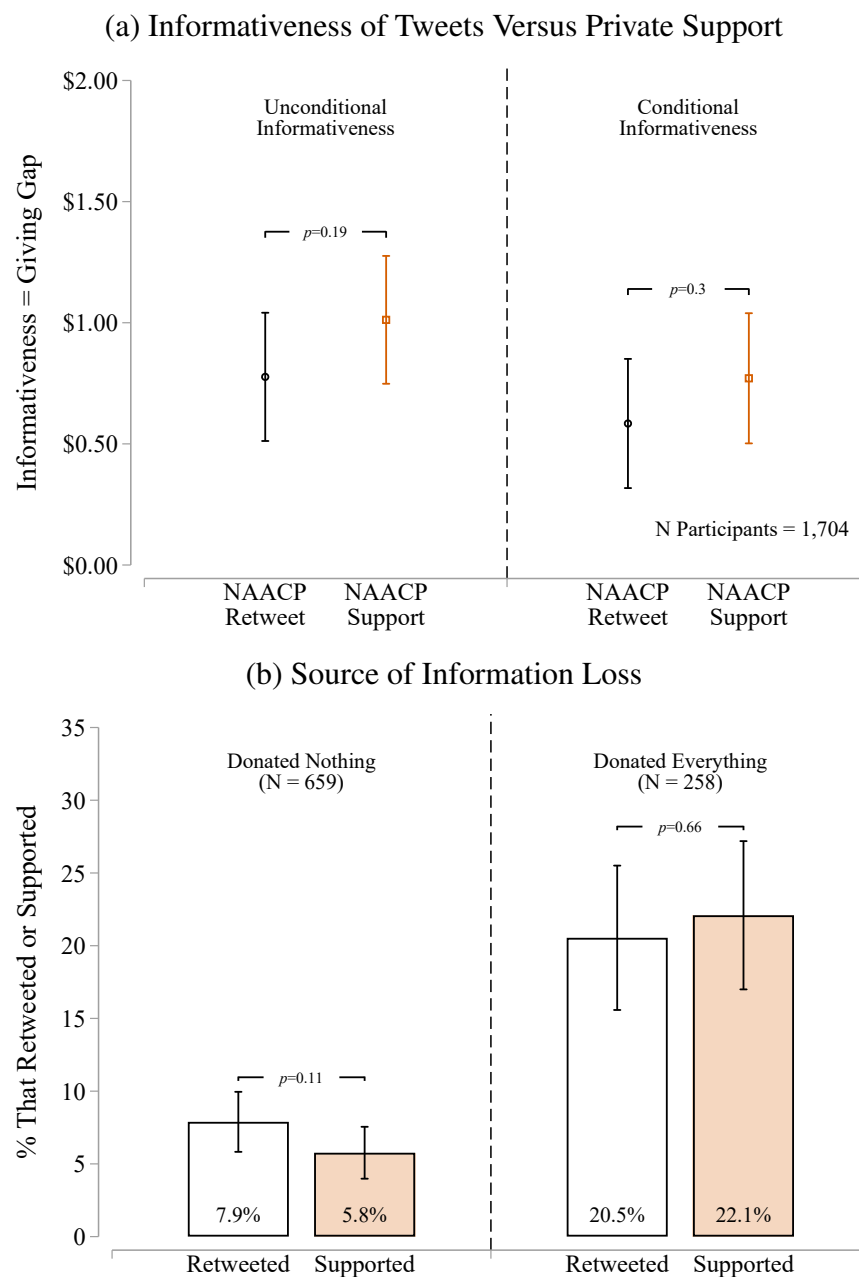 (a) Informativeness of Tweets Versus Private Support
Informativeness = Giving Gap
$2.00
$1.50
$1.00
$0.50
$0.00
Unconditional
Informativeness
p=0.19
Conditional
Informativeness
p=0.3
N Participants = 1,704
NAACP
Retweet
NAACP
Support
NAACP
Retweet
NAACP
Support
(b) Source of Information Loss
% That Retweeted or Supported
35
30
25
20
15
10
5
0
Donated Nothing
(N = 659)
p=0.11
7.9%
5.8%
Donated Everything
(N = 258)
p=0.66
20.5%
22.1%
Retweeted
Supported
Retweeted
Supported